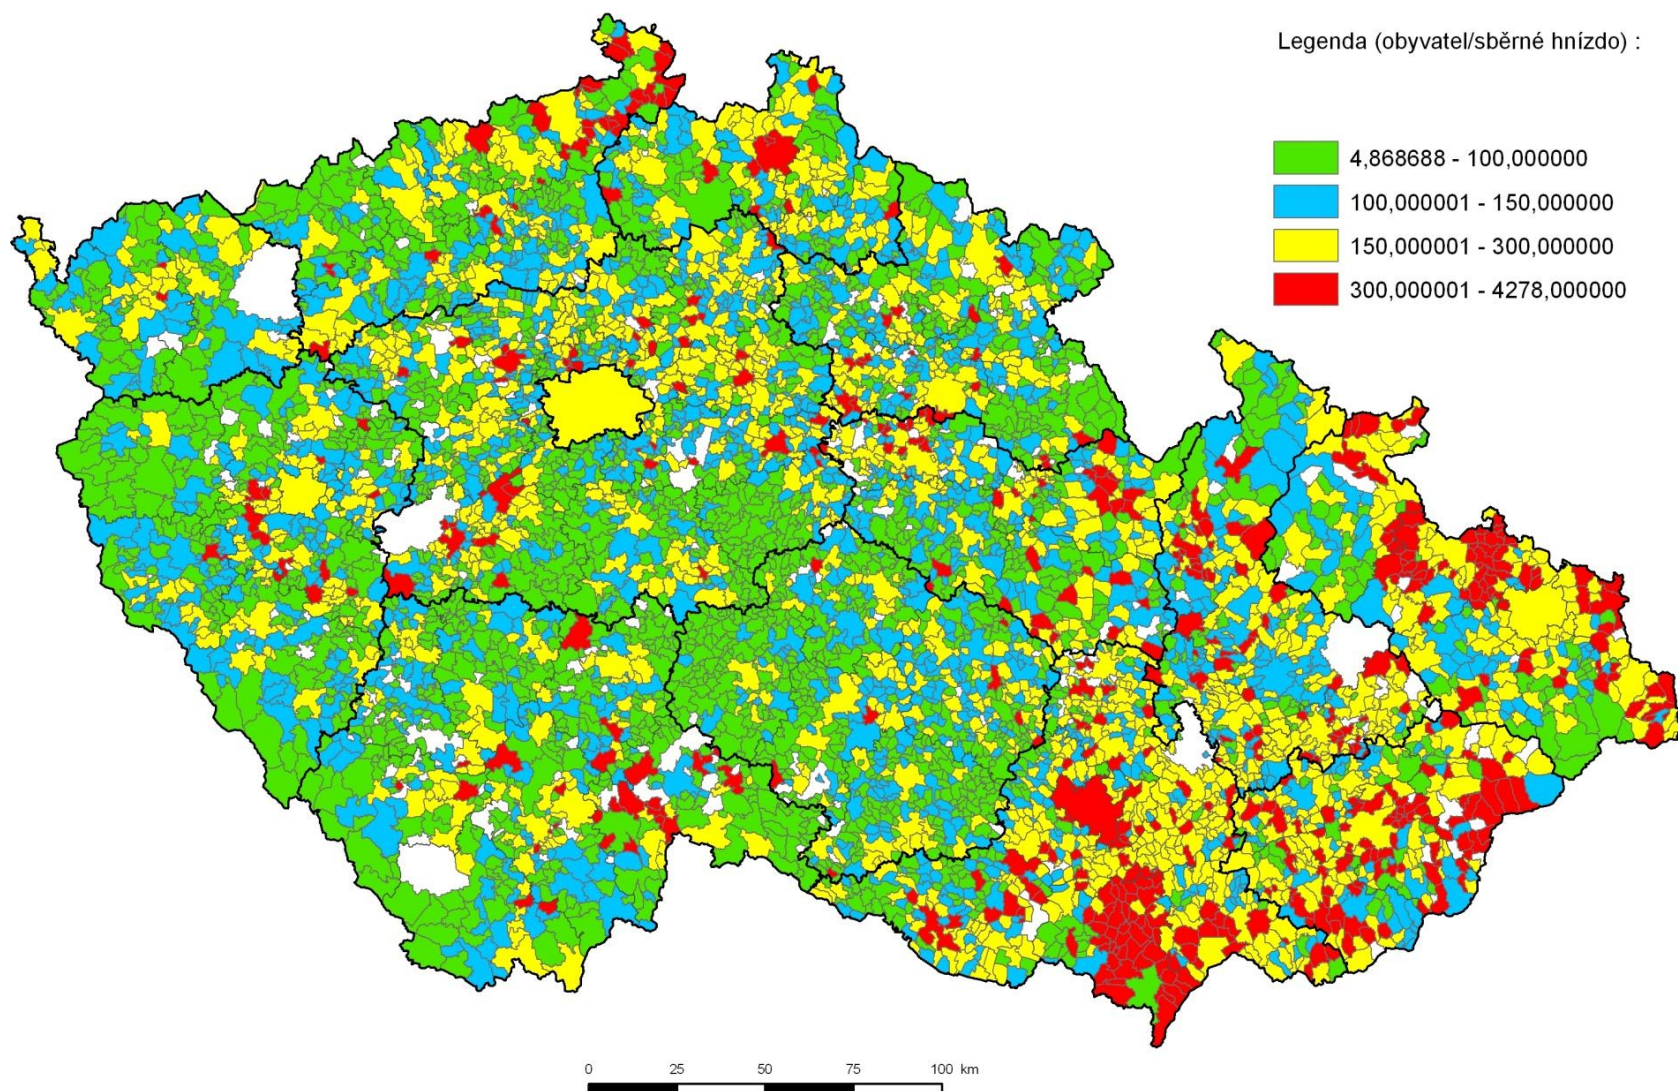 Legenda (obyvatel/sběrné hnízdo) :
4,868688 - 100,000000
100,000001 - 150,000000
150,000001 - 300,000000
300,000001 - 4278,000000
0 25 50 75 100 km